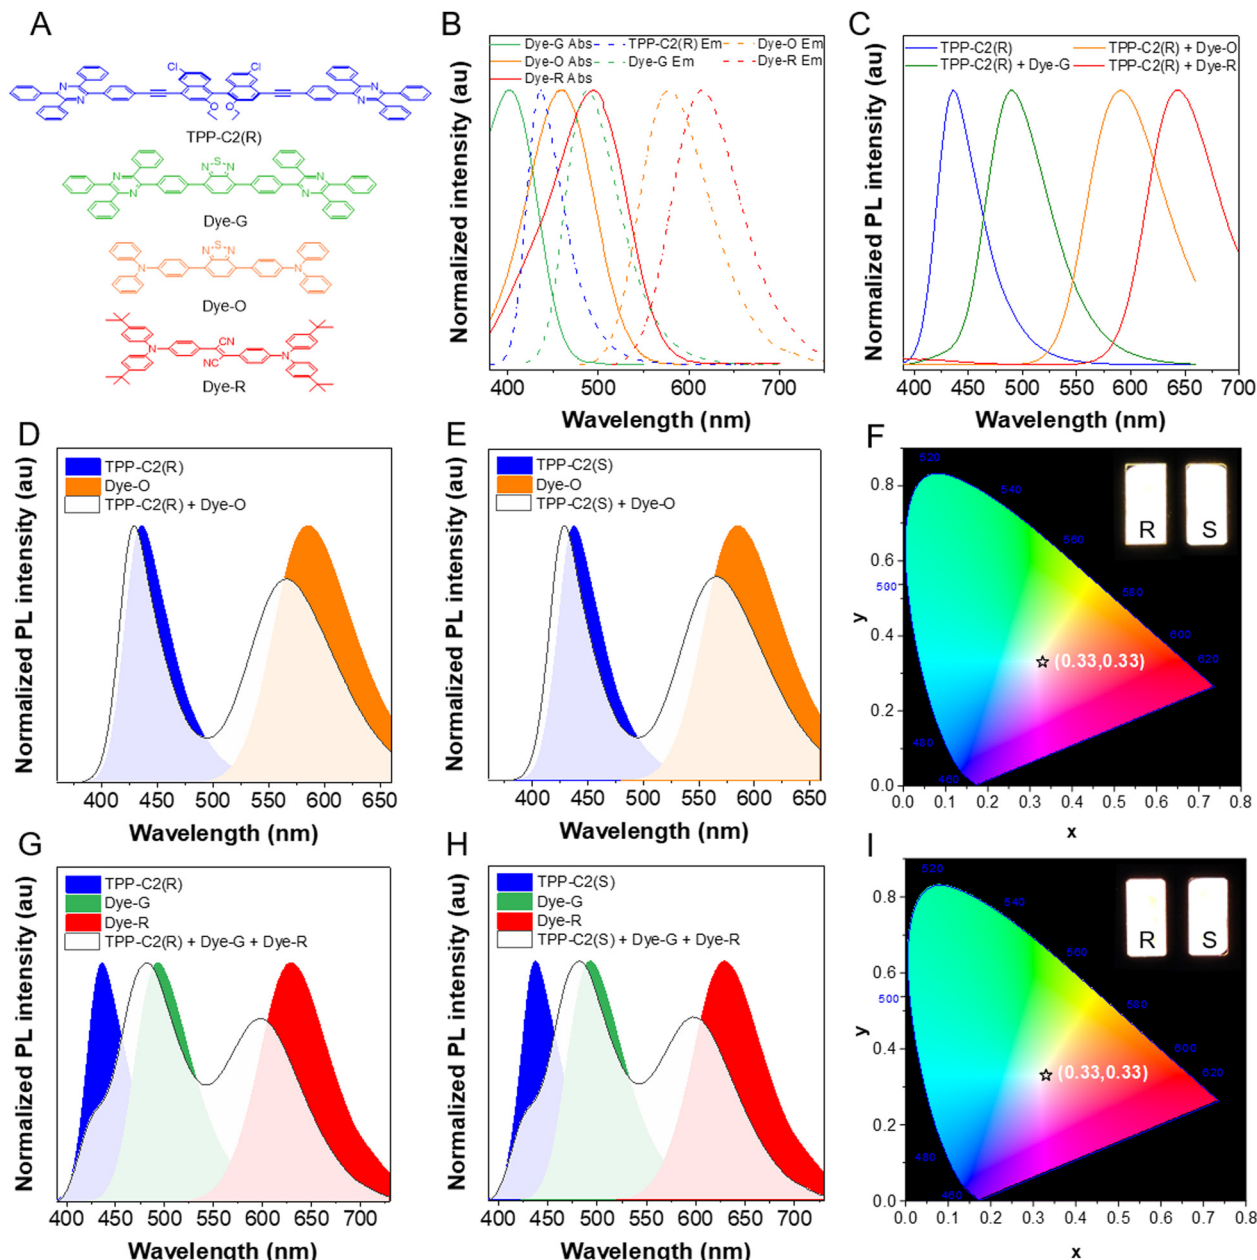 A
Cl
Cl
N
N
N
N
O
O
TPP-C2(R)
S
N
N
N
N
N
N
Dye-G
S
N
N
N
N
Dye-O
N
CN
NC
N
Dye-R
B
Dye-G Abs
TPP-C2(R) Em
Dye-O Em
Dye-O Abs
Dye-G Em
Dye-R Em
Dye-R Abs
Normalized intensity (au)
400
500
600
700
Wavelength (nm)
C
TPP-C2(R)
TPP-C2(R) + Dye-O
TPP-C2(R) + Dye-G
TPP-C2(R) + Dye-R
Normalized PL intensity (au)
400
450
500
550
600
650
700
Wavelength (nm)
D
TPP-C2(R)
Dye-O
TPP-C2(R) + Dye-O
Normalized PL intensity (au)
400
450
500
550
600
650
Wavelength (nm)
E
TPP-C2(S)
Dye-O
TPP-C2(S) + Dye-O
Normalized PL intensity (au)
400
450
500
550
600
650
Wavelength (nm)
F
R
S
520
540
560
580
600
620
500
480
460
(0.33,0.33)
0.8
0.6
0.4
0.2
0.0
y
0.0
0.1
0.2
0.3
0.4
0.5
0.6
0.7
0.8
x
G
TPP-C2(R)
Dye-G
Dye-R
TPP-C2(R) + Dye-G + Dye-R
Normalized PL intensity (au)
400
450
500
550
600
650
700
Wavelength (nm)
H
TPP-C2(S)
Dye-G
Dye-R
TPP-C2(S) + Dye-G + Dye-R
Normalized PL intensity (au)
400
450
500
550
600
650
700
Wavelength (nm)
I
R
S
520
540
560
580
600
620
500
480
460
(0.33,0.33)
0.8
0.6
0.4
0.2
0.0
y
0.0
0.1
0.2
0.3
0.4
0.5
0.6
0.7
0.8
x